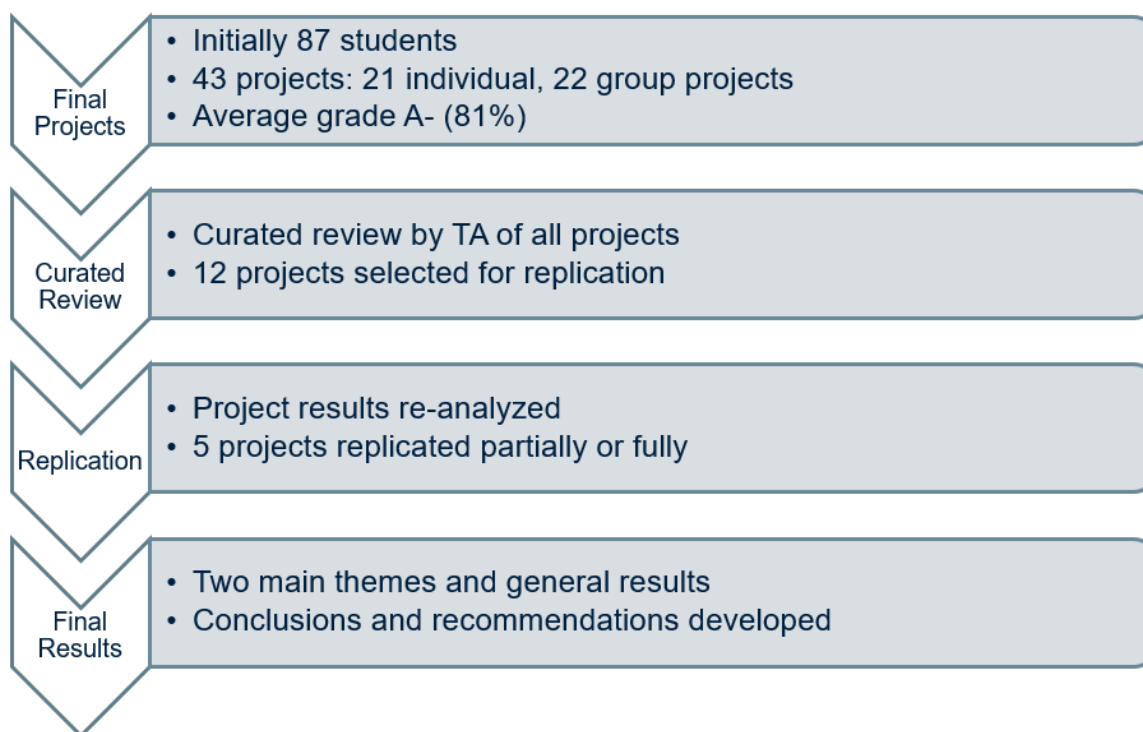 Final
Projects
• Initially 87 students
• 43 projects: 21 individual, 22 group projects
• Average grade A- (81%)
Curated
Review
• Curated review by TA of all projects
• 12 projects selected for replication
Replication
• Project results re-analyzed
• 5 projects replicated partially or fully
Final
Results
• Two main themes and general results
• Conclusions and recommendations developed